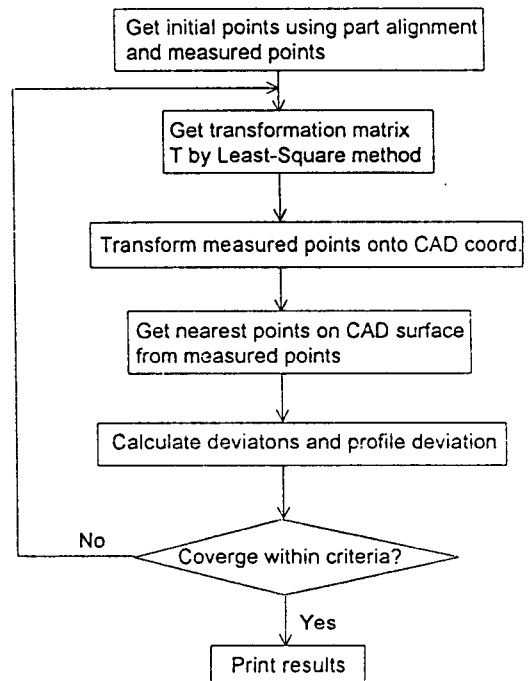 Get initial points using part alignment
and measured points
Get transformation matrix
T by Least-Square method
Transform measured points onto CAD coord.
Get nearest points on CAD surface
from measured points
Calculate deviatons and profile deviation
No
Coverge within criteria?
Yes
Print results